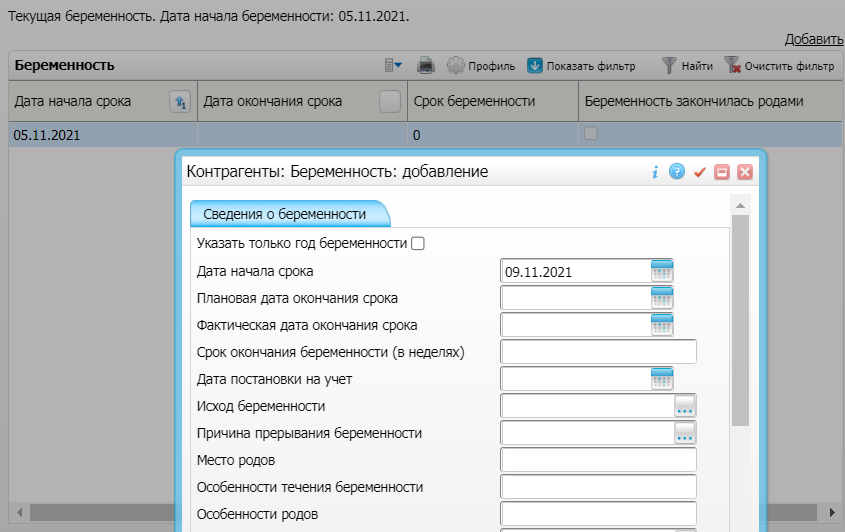 Текущая беременность. Дата начала беременности: 05.11.2021.
Добавить
Беременность Профиль Показать фильтр Найти Очистить фильтр
Дата начала срока 1 Дата окончания срока Срок беременности Беременность закончилась родами
05.11.2021 0
Контрагенты: Беременность: добавление i ?
Сведения о беременности
Указать только год беременности
Дата начала срока 09.11.2021
Плановая дата окончания срока
Фактическая дата окончания срока
Срок окончания беременности (в неделях)
Дата постановки на учет
Исход беременности ...
Причина прерывания беременности ...
Место родов
Особенности течения беременности
Особенности родов